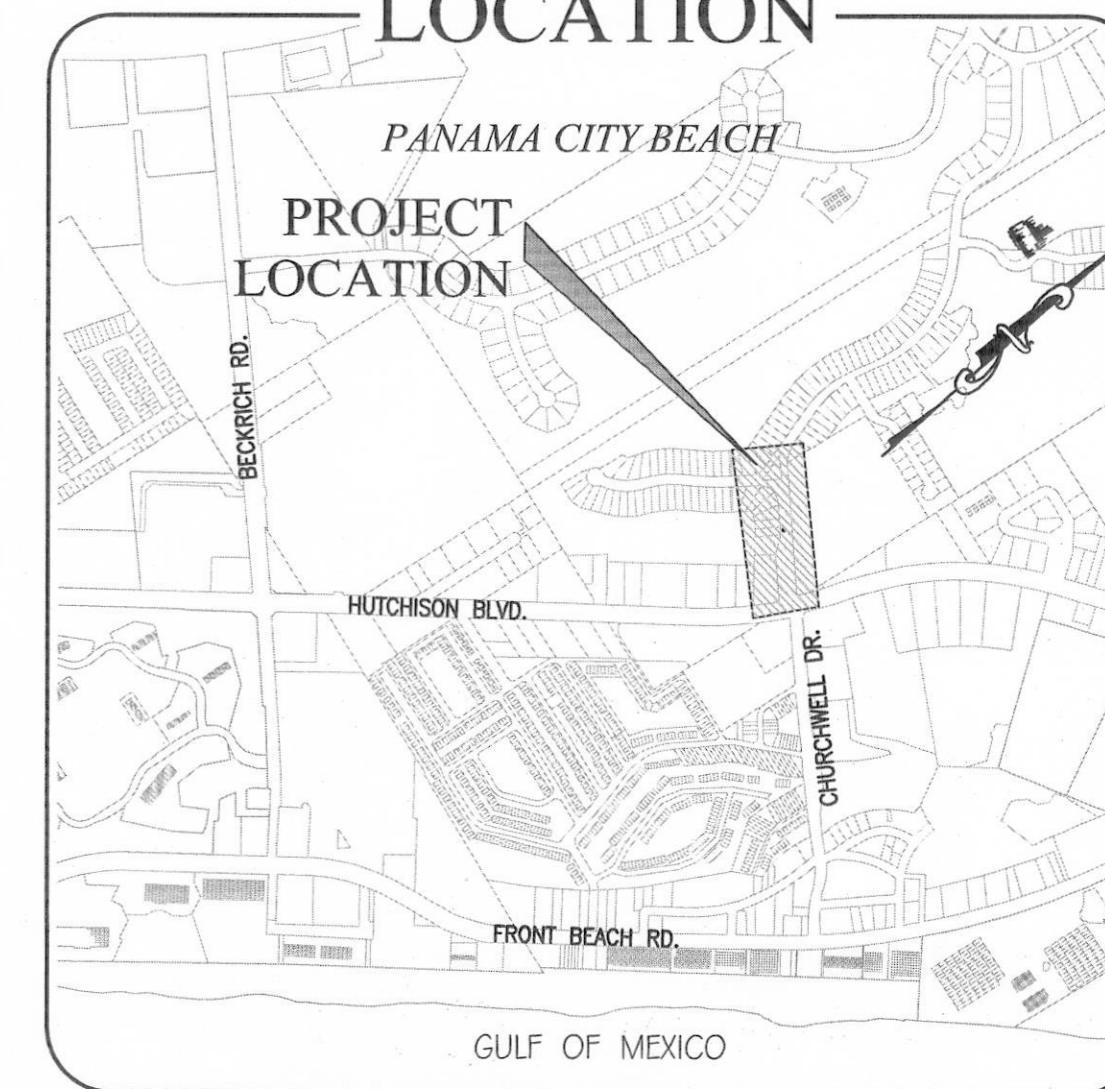 LOCATION
PANAMA CITY BEACH
PROJECT
LOCATION
BECKRICH RD.
HUTCHISON BLVD.
CHURCHWELL DR.
FRONT BEACH RD.
GULF OF MEXICO